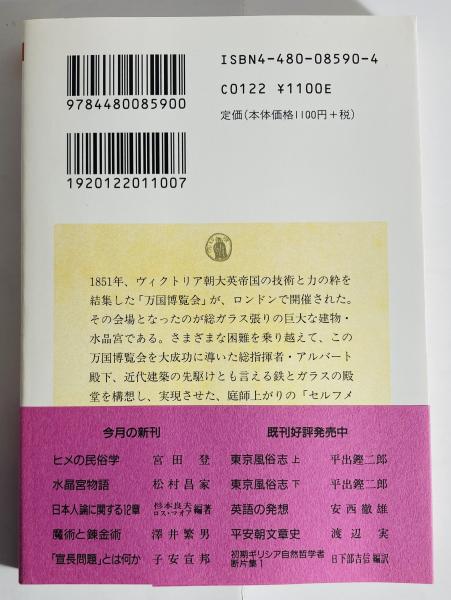 ISBN4-480-08590-4
9784480085900
C0122 ¥1100E
定価(本体価格1100円+税)
1920122011007
1851年、ヴィクトリア朝大英帝国の技術と力の粋を
結集した「万国博覧会」が、ロンドンで開催された。
その会場となったのが総ガラス張りの巨大な建物・
水晶宮である。さまざまな困難を乗り越えて、この
万国博覧会を大成功に導いた総指揮者・アルバート
殿下、近代建築の先駆けとも言える鉄とガラスの殿
堂を構想し、実現させた、庭師上がりの「セルフメ
今月の新刊
ヒメの民俗学 宮田登
水晶宮物語 松村昌家
日本人論に関する12章 杉本良夫 ロス・マオア 編著
魔術と錬金術 澤井繁男
「宣長問題」とは何か 子安宣邦
既刊好評発売中
東京風俗志 上 平出鏗二郎
東京風俗志 下 平出鏗二郎
英語の発想 安西徹雄
平安朝文章史 渡辺実
初期ギリシア自然哲学者
断片集1 日下部吉信 編訳